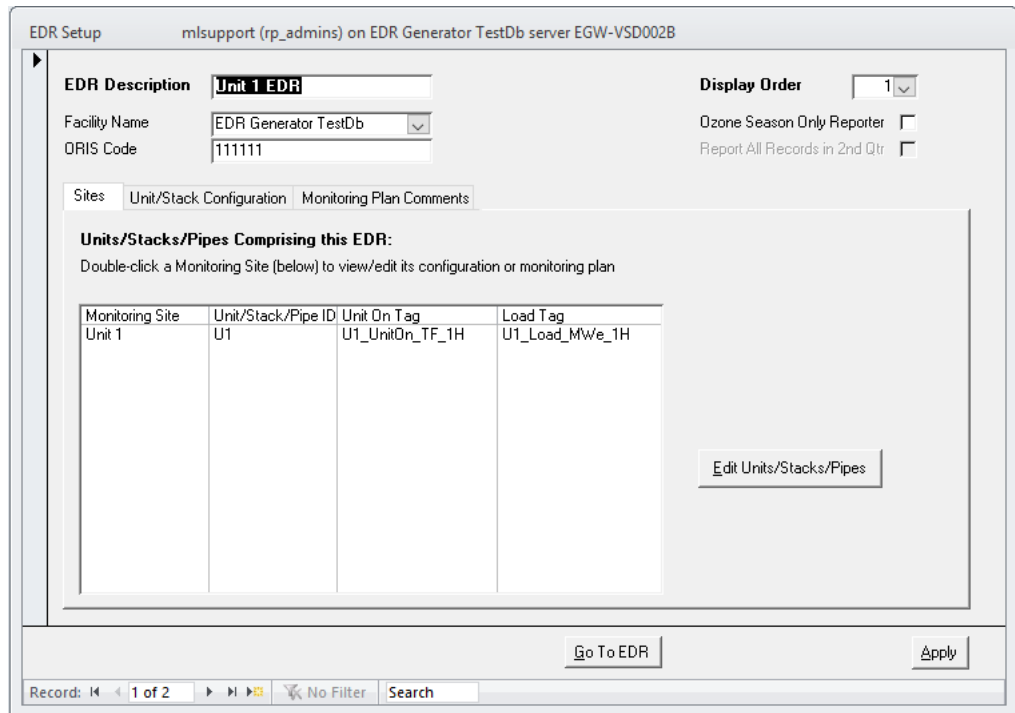 EDR Setup mlsupport (rp_admins) on EDR Generator TestDb server EGW-VSD002B
EDR Description Unit 1 EDR Display Order 1
Facility Name EDR Generator TestDb Ozone Season Only Reporter
ORIS Code 111111 Report All Records in 2nd Qtr
Sites Unit/Stack Configuration Monitoring Plan Comments
Units/Stacks/Pipes Comprising this EDR:
Double-click a Monitoring Site (below) to view/edit its configuration or monitoring plan
Monitoring Site Unit/Stack/Pipe ID Unit On Tag Load Tag
Unit 1 U1 U1_UnitOn_TF_1H U1_Load_MWe_1H
Edit Units/Stacks/Pipes
Go To EDR Apply
Record: 1 of 2 No Filter Search